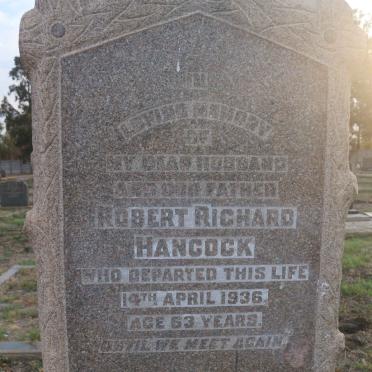 IN
LOVING MEMORY
OF
MY DEAR HUSBAND
AND OUR FATHER
ROBERT RICHARD
HANCOCK
WHO DEPARTED THIS LIFE
14TH APRIL 1936.
AGE 63 YEARS.
UNTIL WE MEET AGAIN